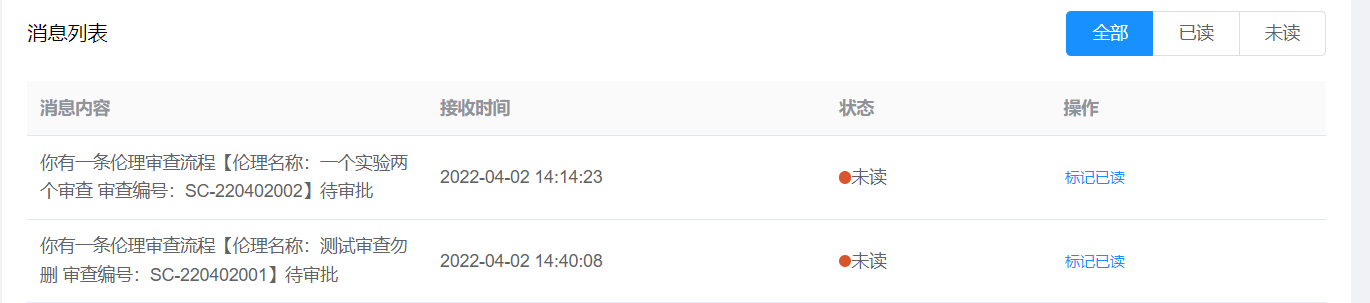 消息列表
全部 已读 未读
消息内容 接收时间 状态 操作
你有一条伦理审查流程【伦理名称：一个实验两
个审查 审查编号：SC-220402002】待审批
2022-04-02 14:14:23 未读 标记已读
你有一条伦理审查流程【伦理名称：测试审查勿
删 审查编号：SC-220402001】待审批
2022-04-02 14:40:08 未读 标记已读